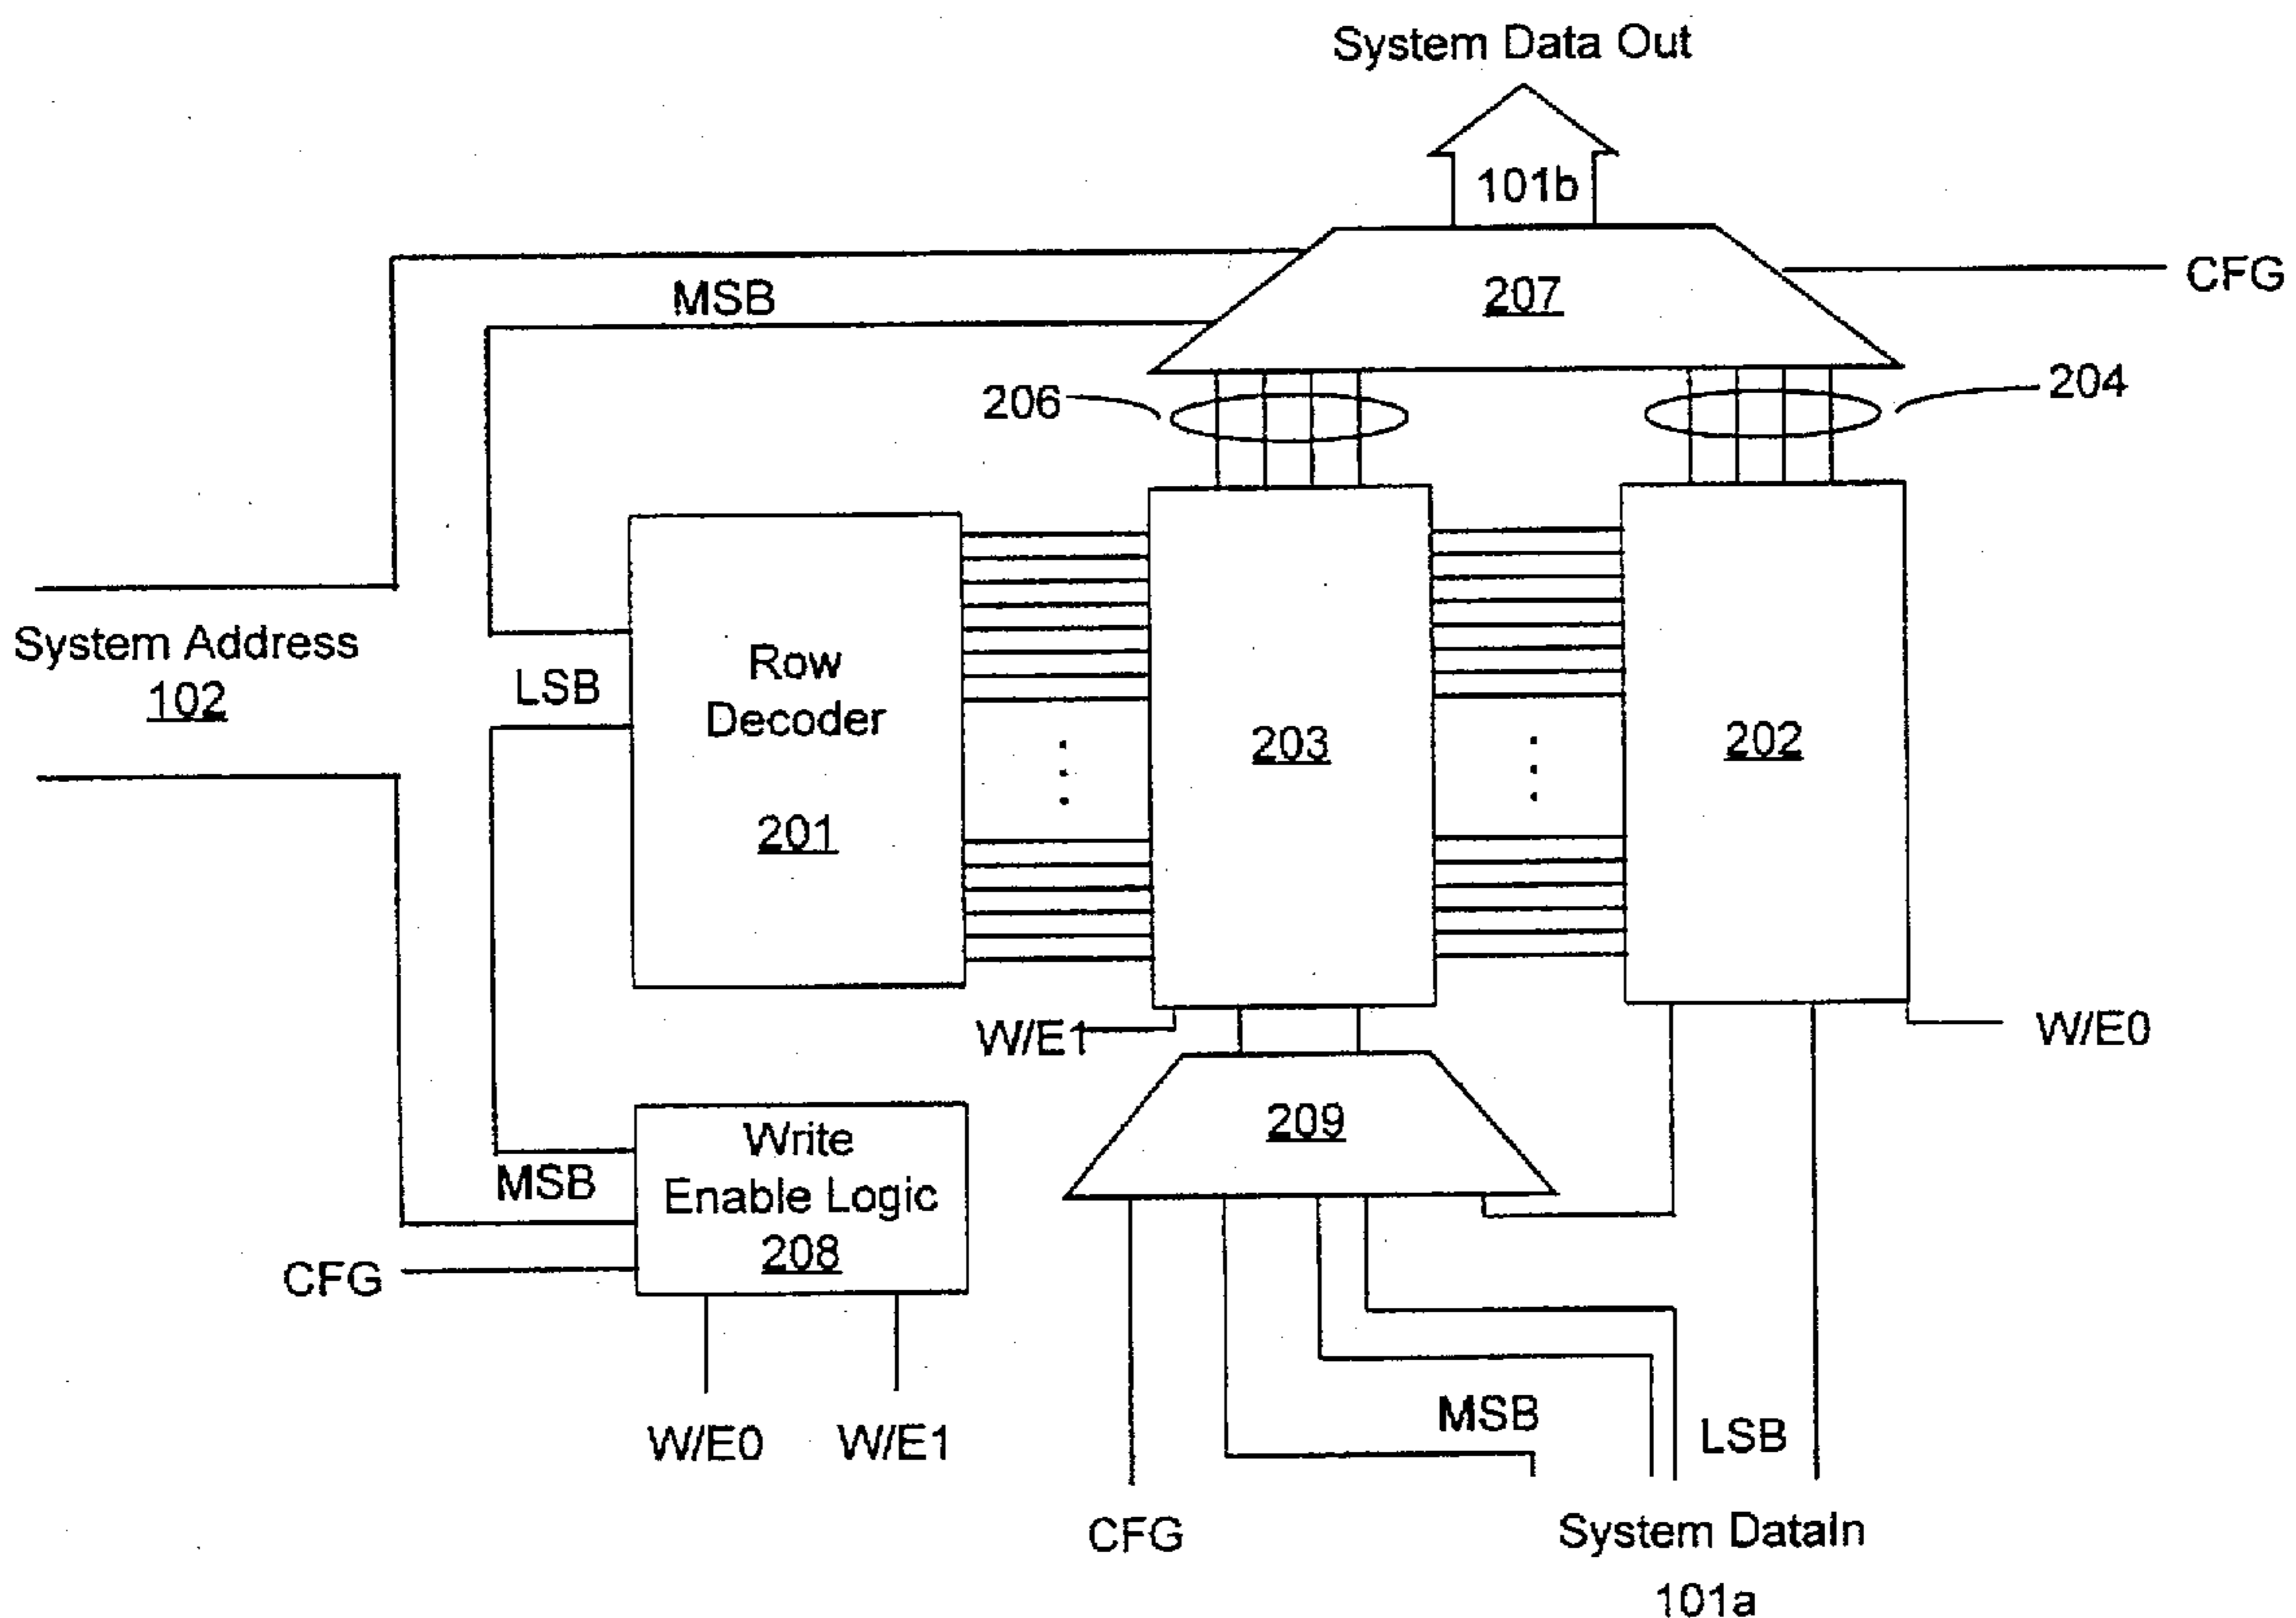 System Data Out
101b
MSB
207
CFG
206
204
System Address
102
LSB
Row
Decoder
201
203
202
W/E1
W/E0
209
Write
Enable Logic
208
MSB
CFG
W/E0
W/E1
MSB
LSB
CFG
System DataIn
101a